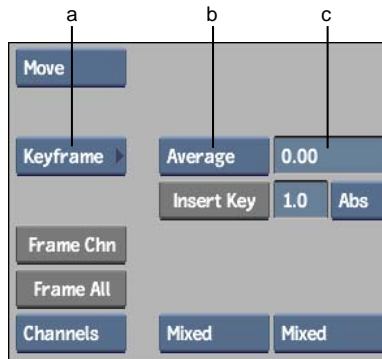 a b c
Move
Keyframe Average 0.00
Insert Key 1.0 Abs
Frame Chn
Frame All
Channels Mixed Mixed